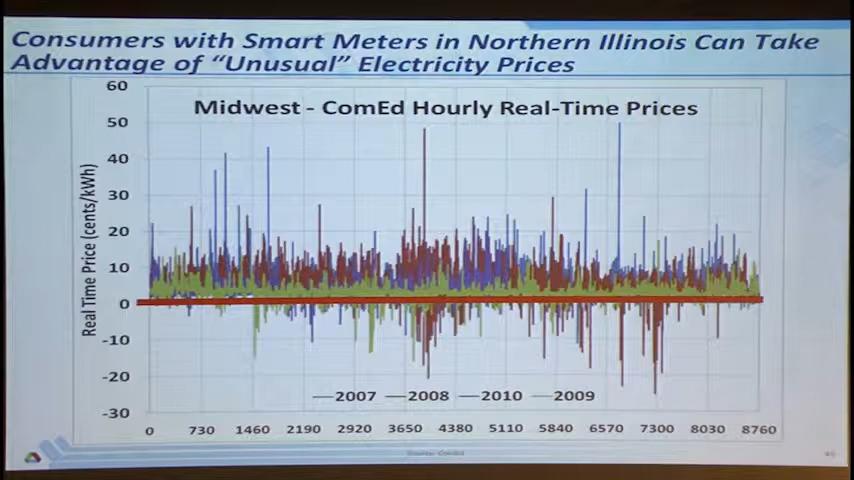 Consumers with Smart Meters in Northern Illinois Can Take
Advantage of “Unusual” Electricity Prices
Midwest - ComEd Hourly Real-Time Prices
Real Time Price (cents/kWh)
60
50
40
30
20
10
0
-10
-20
-30
2007 2008 2010 2009
0 730 1460 2190 2920 3650 4380 5110 5840 6570 7300 8030 8760
Source: ComEd